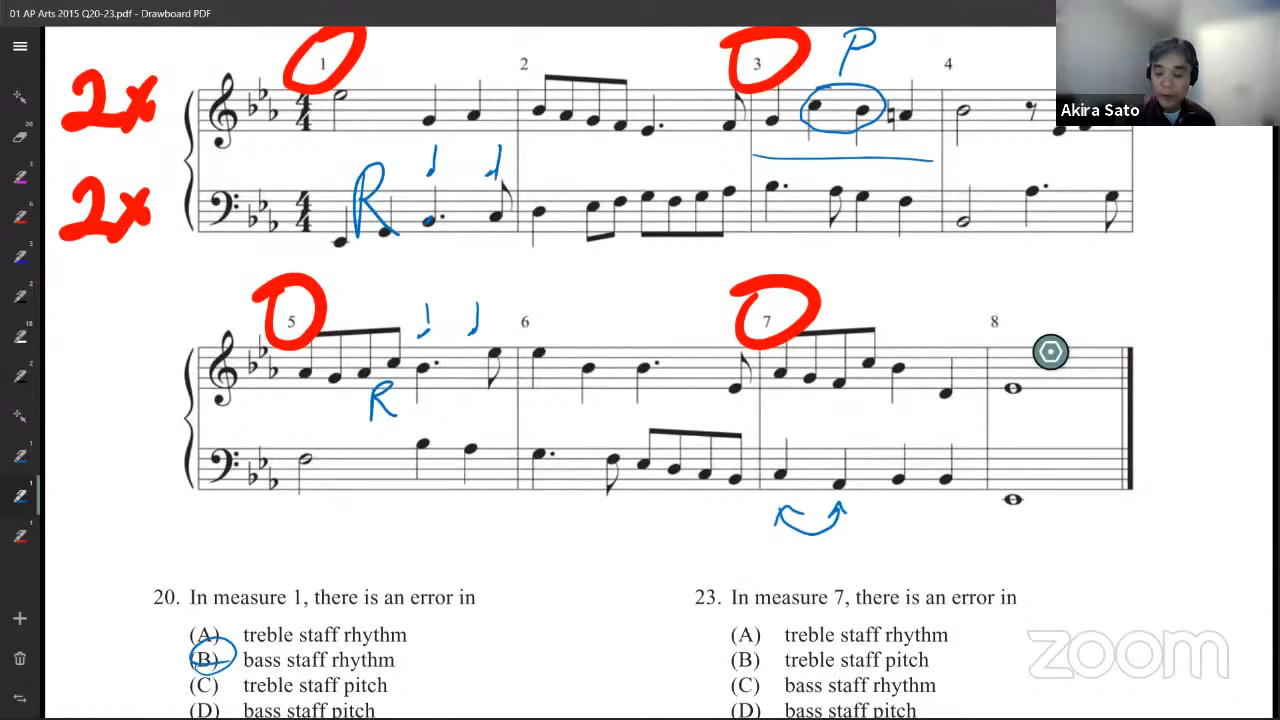 01 AP Arts 2015 Q20-23.pdf - Drawboard PDF
Akira Sato
1 2 3 4
P
2x
2x
R
5 6 7 8
R
20. In measure 1, there is an error in
(A) treble staff rhythm
(B) bass staff rhythm
(C) treble staff pitch
(D) bass staff pitch
23. In measure 7, there is an error in
(A) treble staff rhythm
(B) treble staff pitch
(C) bass staff rhythm
(D) bass staff pitch
zoom